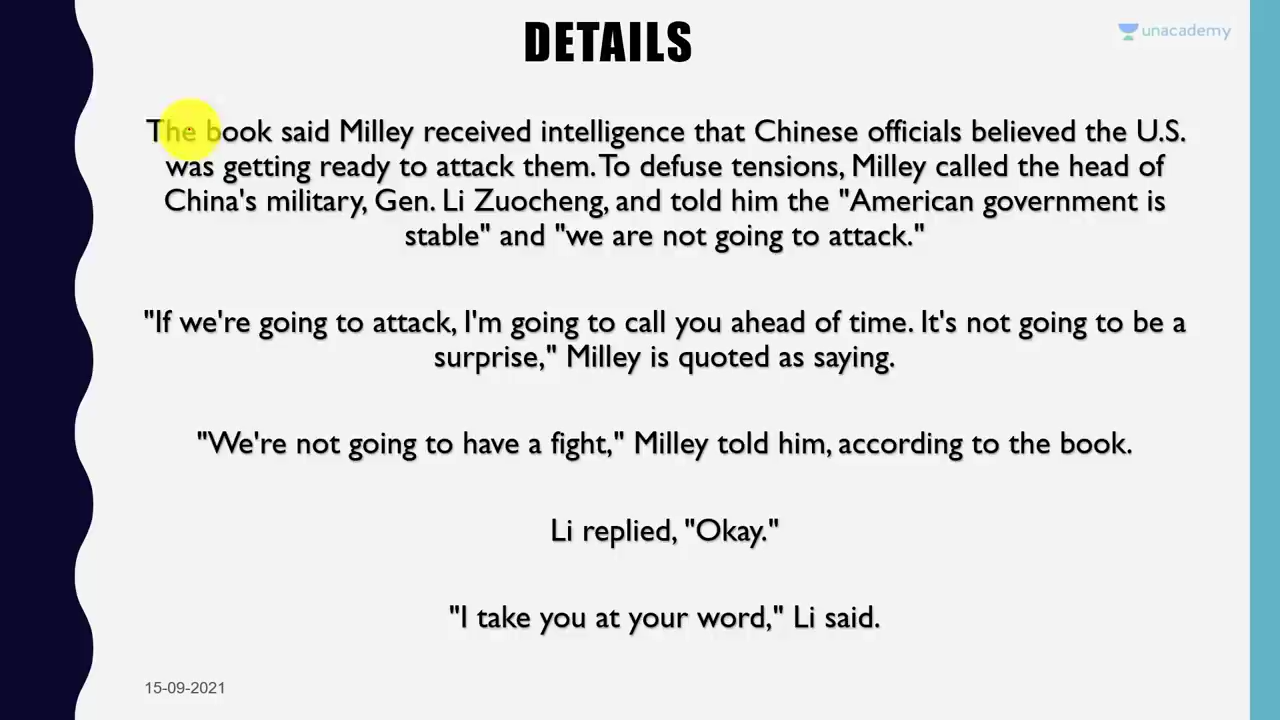 DETAILS
unacademy
The book said Milley received intelligence that Chinese officials believed the U.S.
was getting ready to attack them. To defuse tensions, Milley called the head of
China's military, Gen. Li Zuocheng, and told him the "American government is
stable" and "we are not going to attack."
"If we're going to attack, I'm going to call you ahead of time. It's not going to be a
surprise," Milley is quoted as saying.
"We're not going to have a fight," Milley told him, according to the book.
Li replied, "Okay."
"I take you at your word," Li said.
15-09-2021